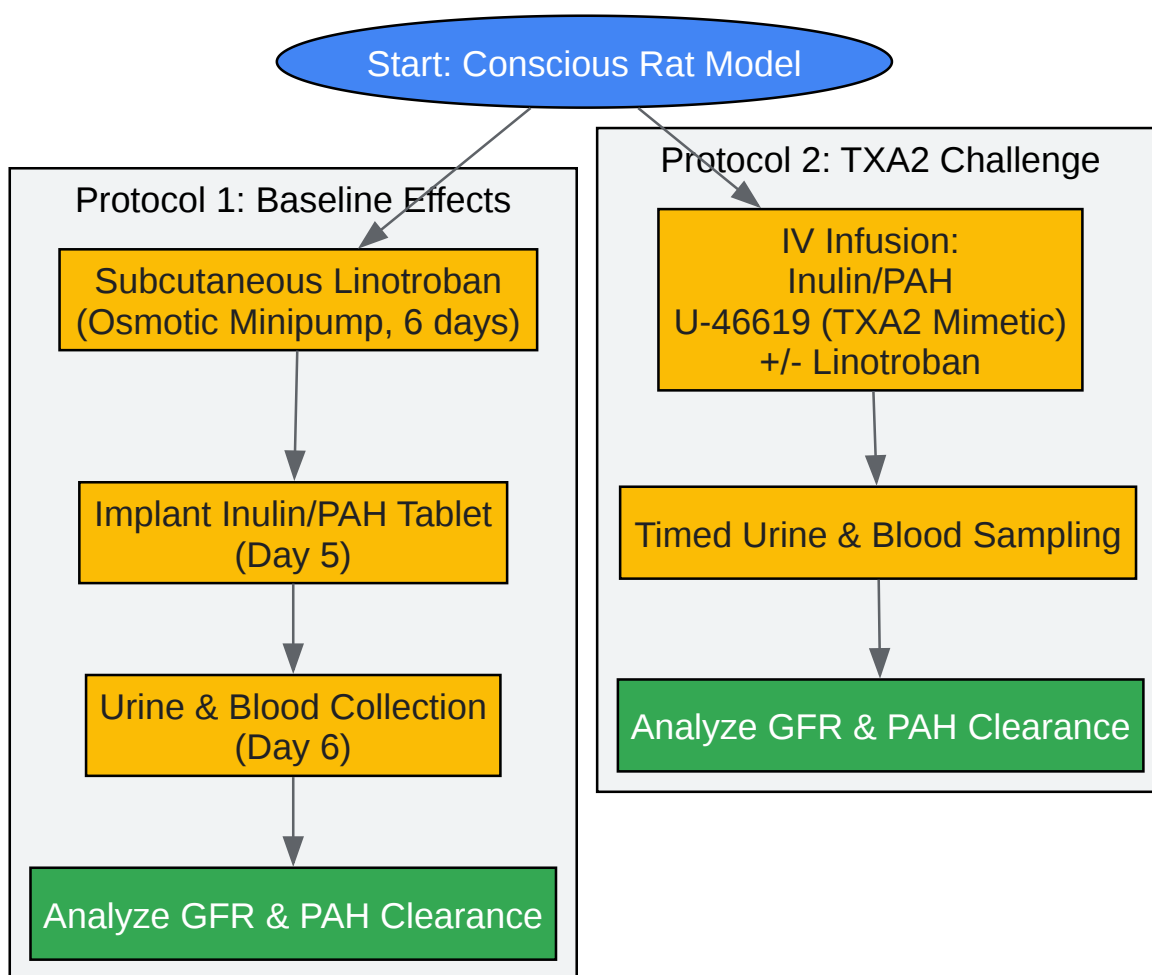 Start: Conscious Rat Model
Protocol 1: Baseline Effects
Subcutaneous Linotroban
(Osmotic Minipump, 6 days)
Implant Inulin/PAH Tablet
(Day 5)
Urine & Blood Collection
(Day 6)
Analyze GFR & PAH Clearance
Protocol 2: TXA2 Challenge
IV Infusion:
Inulin/PAH
U-46619 (TXA2 Mimetic)
+/- Linotroban
Timed Urine & Blood Sampling
Analyze GFR & PAH Clearance